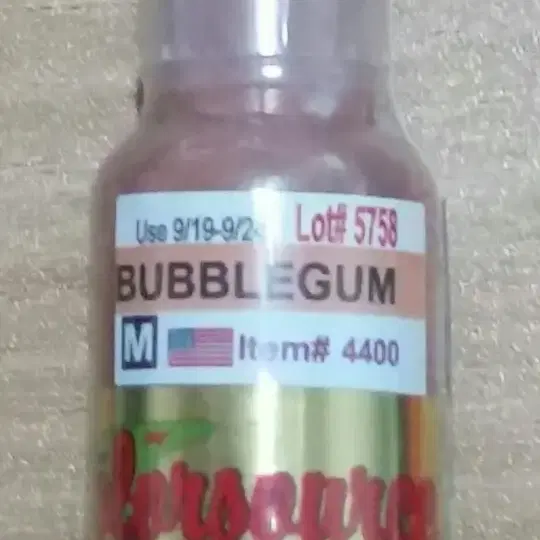 Use 9/19-9/2 Lot# 5758
BUBBLEGUM
M Item# 4400